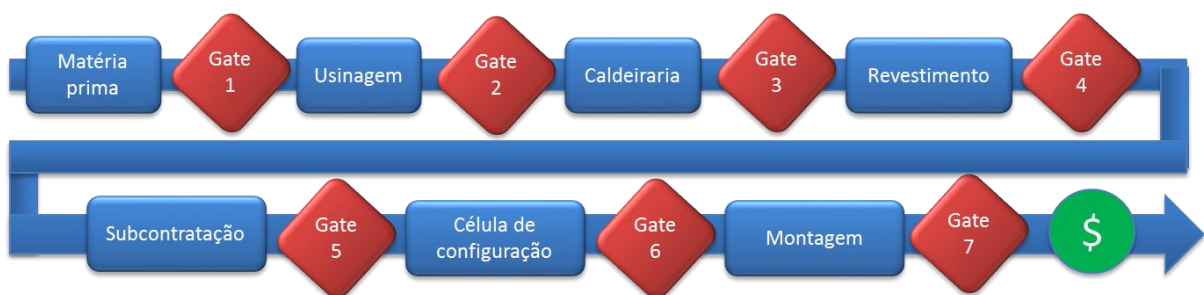 Matéria
prima
Gate
1
Usinagem
Gate
2
Caldeiraria
Gate
3
Revestimento
Gate
4
Subcontratação
Gate
5
Célula de
configuração
Gate
6
Montagem
Gate
7
$